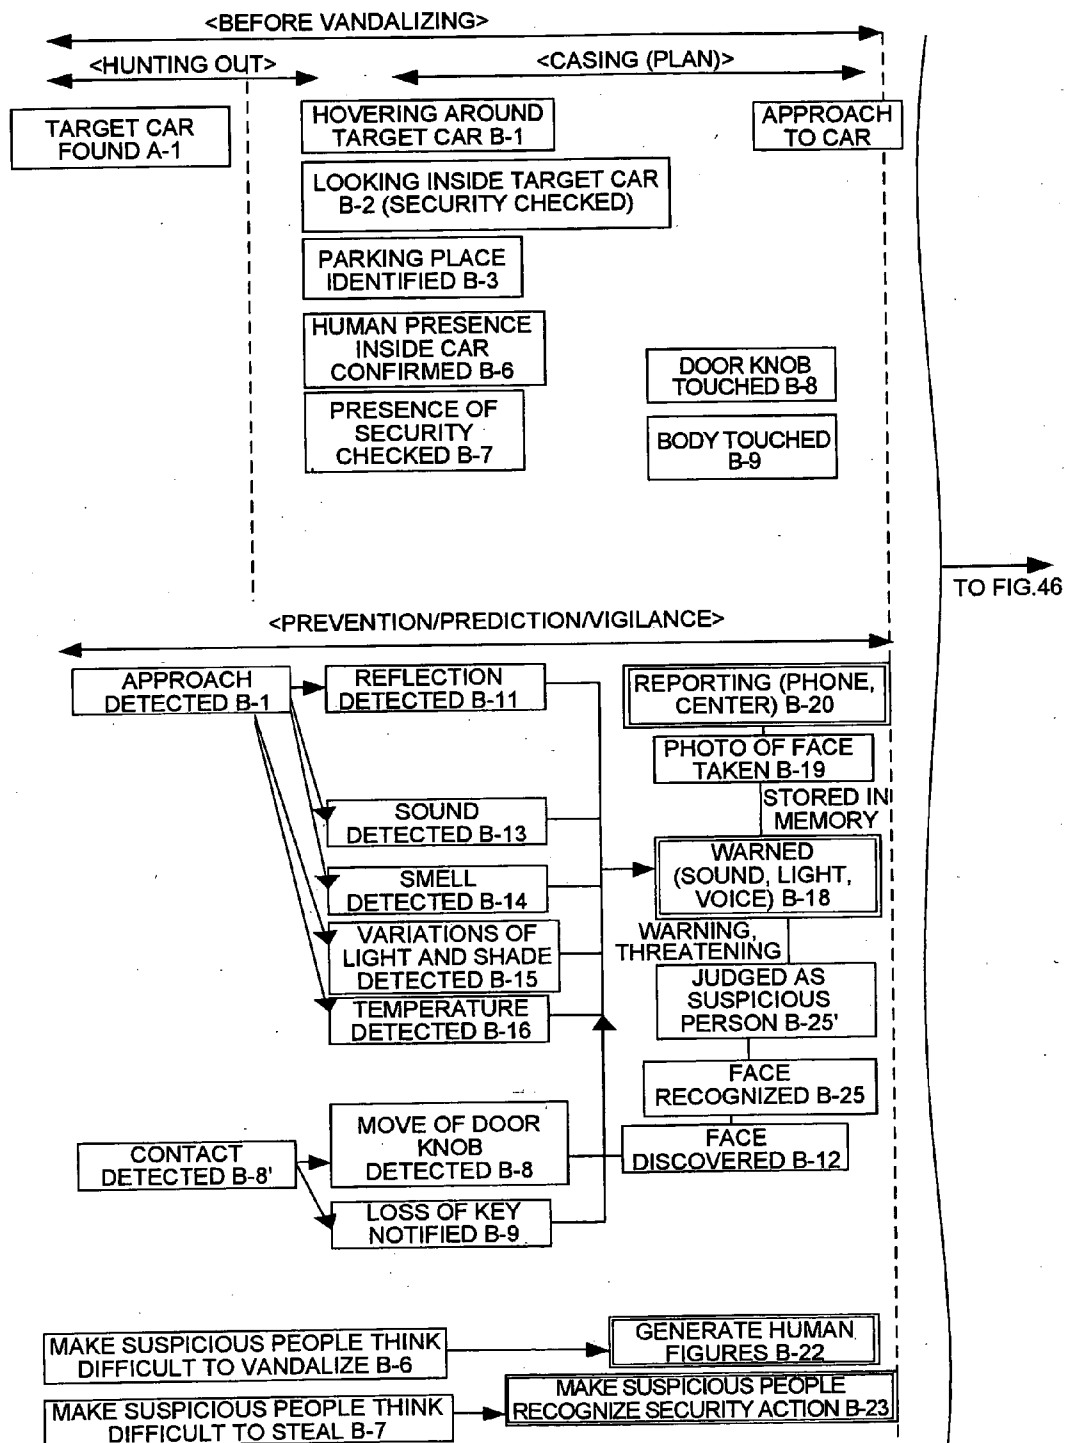 <BEFORE VANDALIZING>
<HUNTING OUT>
<CASING (PLAN)>
TARGET CAR
FOUND A-1
HOVERING AROUND
TARGET CAR B-1
APPROACH
TO CAR
LOOKING INSIDE TARGET CAR
B-2 (SECURITY CHECKED)
PARKING PLACE
IDENTIFIED B-3
HUMAN PRESENCE
INSIDE CAR
CONFIRMED B-6
DOOR KNOB
TOUCHED B-8
PRESENCE OF
SECURITY
CHECKED B-7
BODY TOUCHED
B-9
TO FIG.46
<PREVENTION/PREDICTION/VIGILANCE>
APPROACH
DETECTED B-1
REFLECTION
DETECTED B-11
REPORTING (PHONE,
CENTER) B-20
PHOTO OF FACE
TAKEN B-19
STORED IN
MEMORY
SOUND
DETECTED B-13
WARNED
(SOUND, LIGHT,
VOICE) B-18
SMELL
DETECTED B-14
WARNING,
THREATENING
VARIATIONS OF
LIGHT AND SHADE
DETECTED B-15
JUDGED AS
SUSPICIOUS
PERSON B-25'
TEMPERATURE
DETECTED B-16
FACE
RECOGNIZED B-25
MOVE OF DOOR
KNOB
DETECTED B-8
FACE
DISCOVERED B-12
CONTACT
DETECTED B-8'
LOSS OF KEY
NOTIFIED B-9
MAKE SUSPICIOUS PEOPLE THINK
DIFFICULT TO VANDALIZE B-6
GENERATE HUMAN
FIGURES B-22
MAKE SUSPICIOUS PEOPLE THINK
DIFFICULT TO STEAL B-7
MAKE SUSPICIOUS PEOPLE
RECOGNIZE SECURITY ACTION B-23